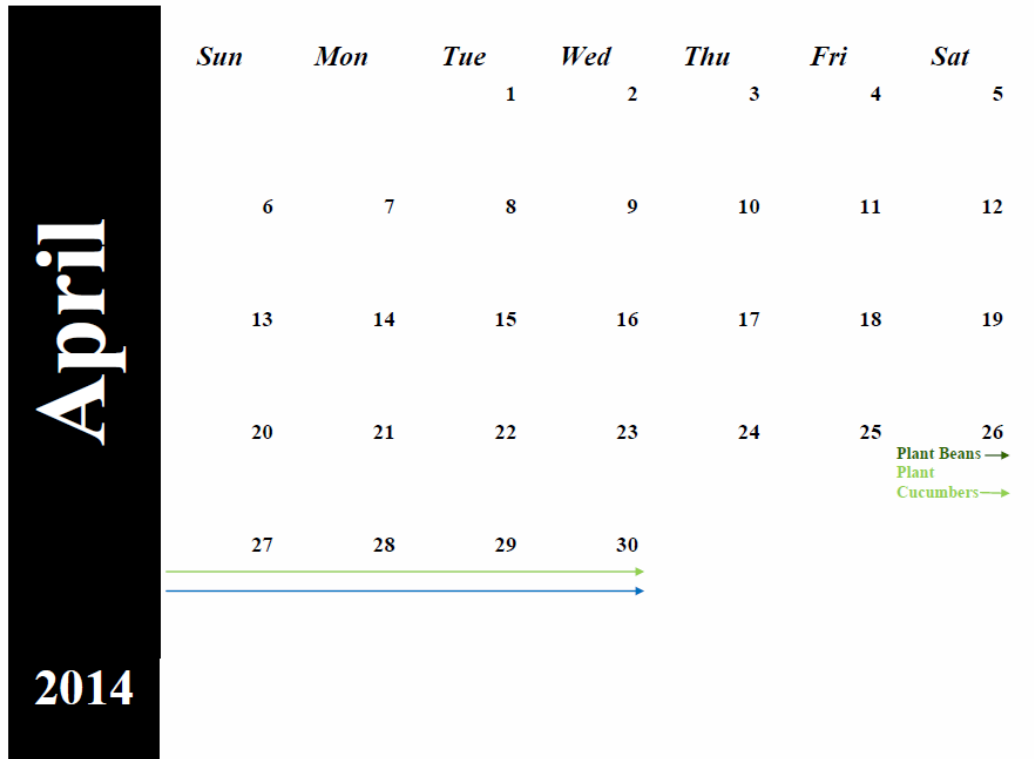 April
2014
Sun Mon Tue Wed Thu Fri Sat
1 2 3 4 5
6 7 8 9 10 11 12
13 14 15 16 17 18 19
20 21 22 23 24 25 26
Plant Beans
Plant
Cucumbers
27 28 29 30